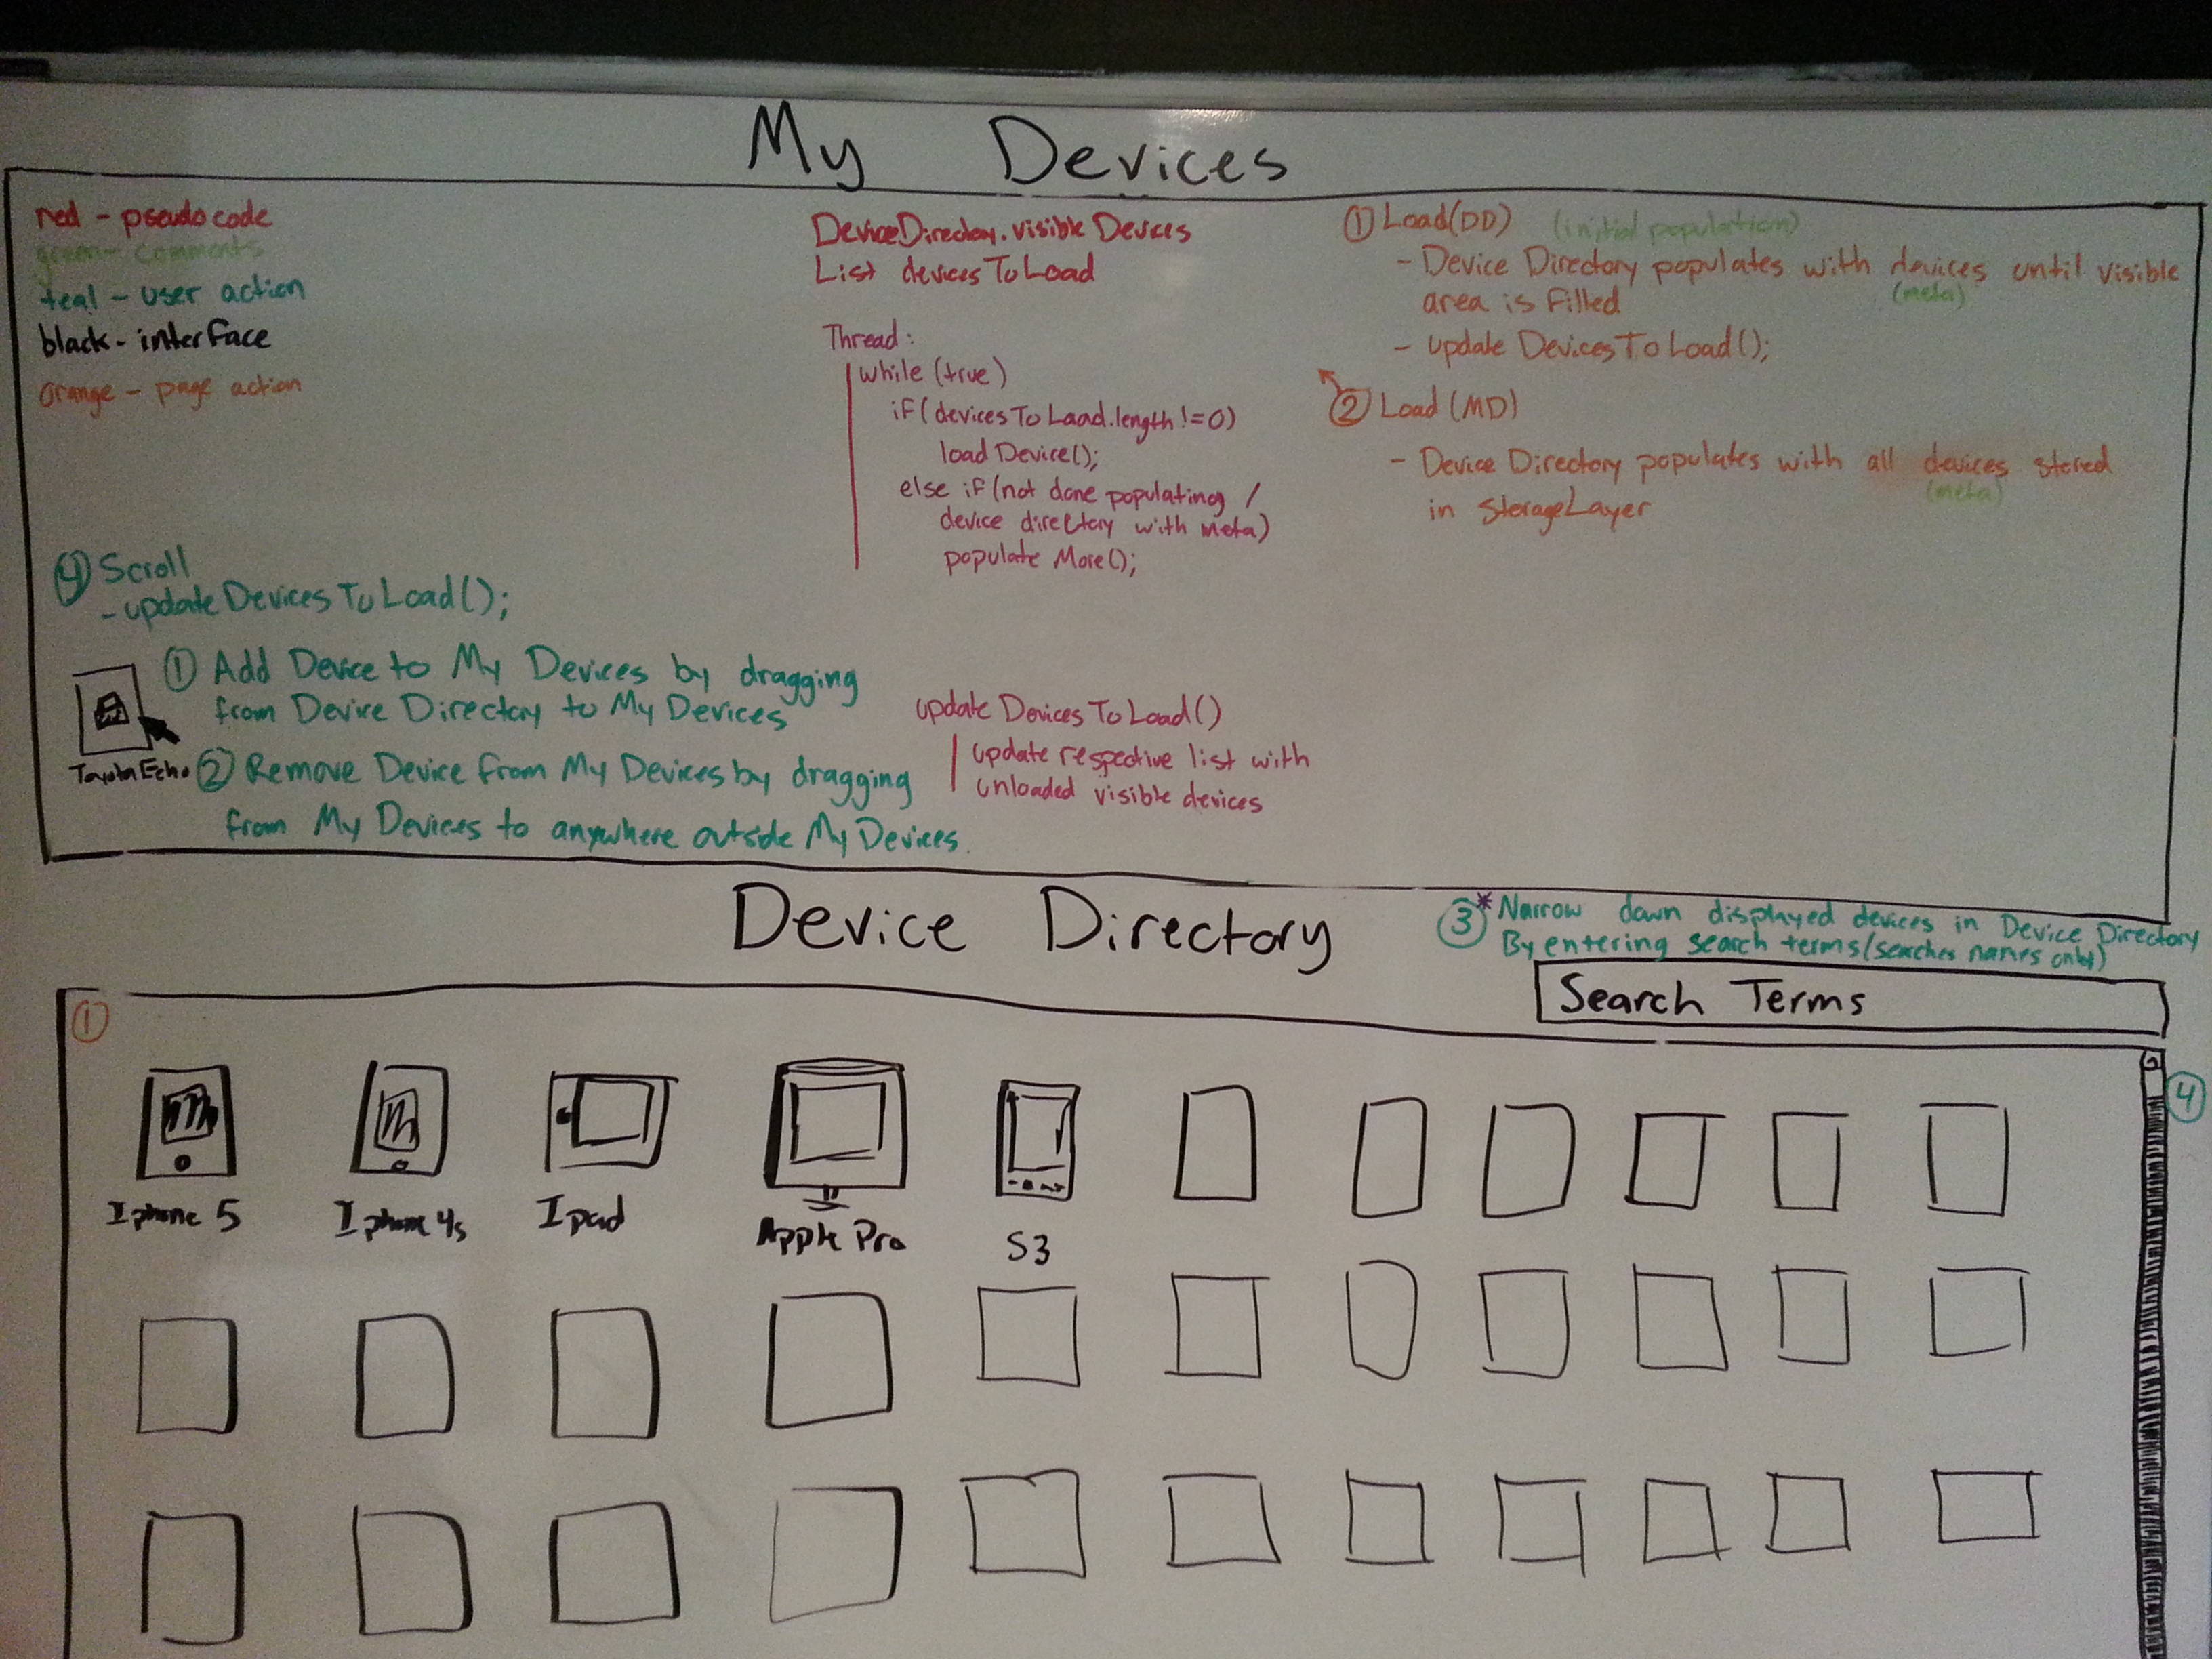 My Devices
red - pseudocode
green - comments
teal - user action
black - interface
orange - page action
DeviceDirectory.visibleDevices
List devicesToLoad
Thread:
while (true)
if(devicesToLoad.length!=0)
loadDevice();
else if(not done populating /
device directory with meta)
populate More();
① Load(DD) (initial population)
- Device Directory populates with devices until visible
(meta)
area is filled
- update DevicesToLoad();
② Load (MD)
- Device Directory populates with all devices stored
(meta)
in StorageLayer
④ Scroll
- update DevicesToLoad();
① Add Device to My Devices by dragging
from Device Directory to My Devices
Toyota Echo
② Remove Device from My Devices by dragging
from My Devices to anywhere outside My Devices.
update DevicesToLoad()
update respective list with
unloaded visible devices
Device Directory
③* Narrow down displayed devices in Device Directory
By entering search terms/(searches names only)
Search Terms
①
④
Iphone 5
Iphone 4s
Ipad
Apple Pro
S3